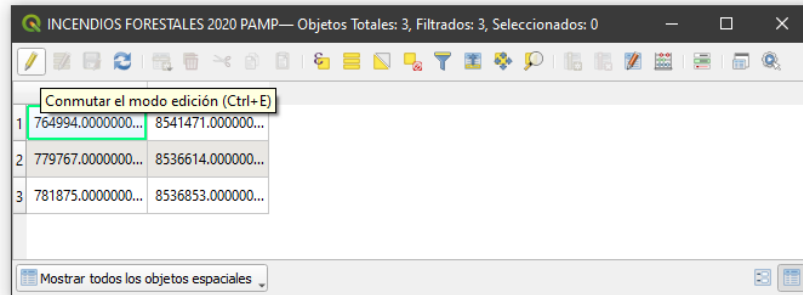 INCENDIOS FORESTALES 2020 PAMP— Objetos Totales: 3, Filtrados: 3, Seleccionados: 0
Conmutar el modo edición (Ctrl+E)
1 764994.0000000... 8541471.000000...
2 779767.0000000... 8536614.000000...
3 781875.0000000... 8536853.000000...
Mostrar todos los objetos espaciales